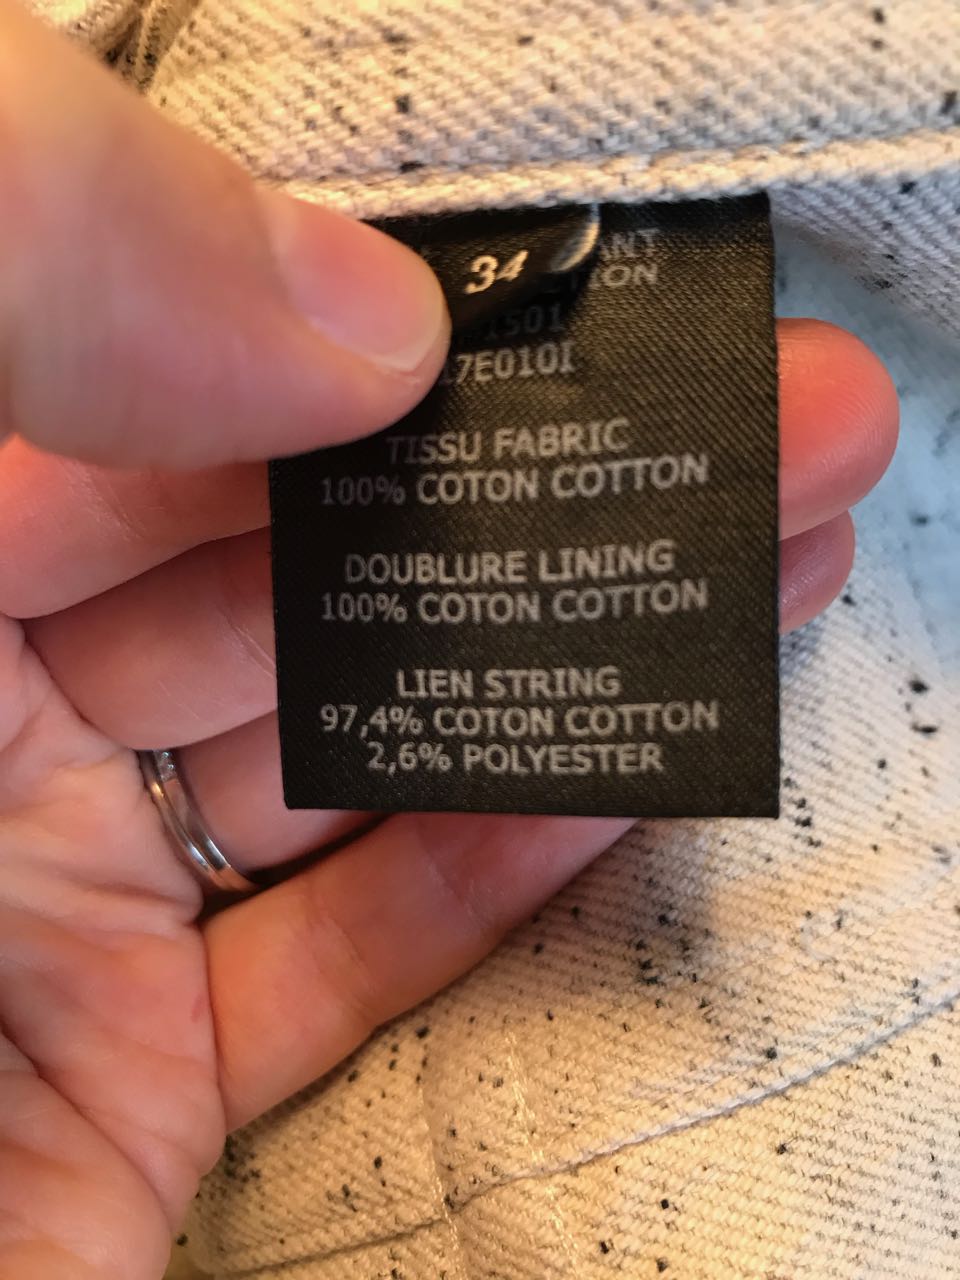 34
TISSU FABRIC
100% COTON COTTON
DOUBLURE LINING
100% COTON COTTON
LIEN STRING
97,4% COTON COTTON
2,6% POLYESTER